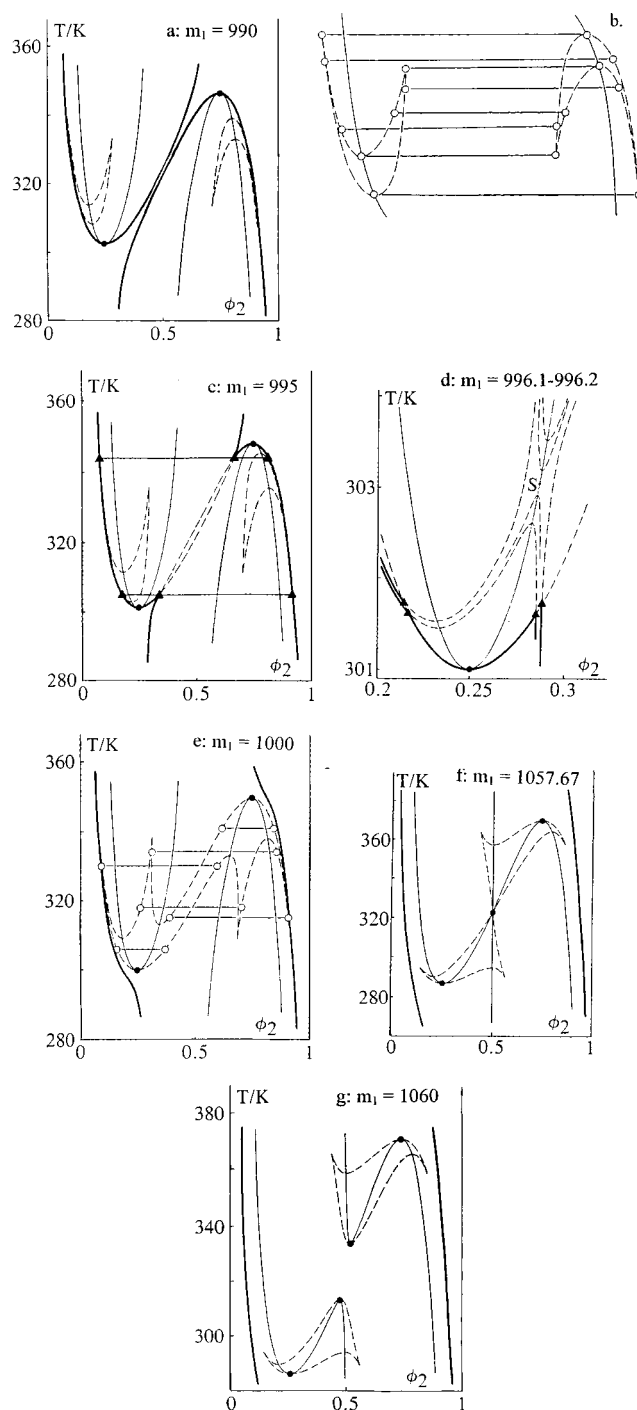 T/K
a: m₁ = 990
b.
360
320
280
0
0.5
1
ϕ₂
T/K
c: m₁ = 995
d: m₁ = 996.1-996.2
T/K
360
320
280
0
0.5
1
ϕ₂
303
301
S
0.2
0.25
0.3
ϕ₂
T/K
e: m₁ = 1000
f: m₁ = 1057.67
T/K
360
320
280
0
0.5
1
ϕ₂
360
320
280
0
0.5
1
ϕ₂
T/K
g: m₁ = 1060
380
340
300
0
0.5
1
ϕ₂